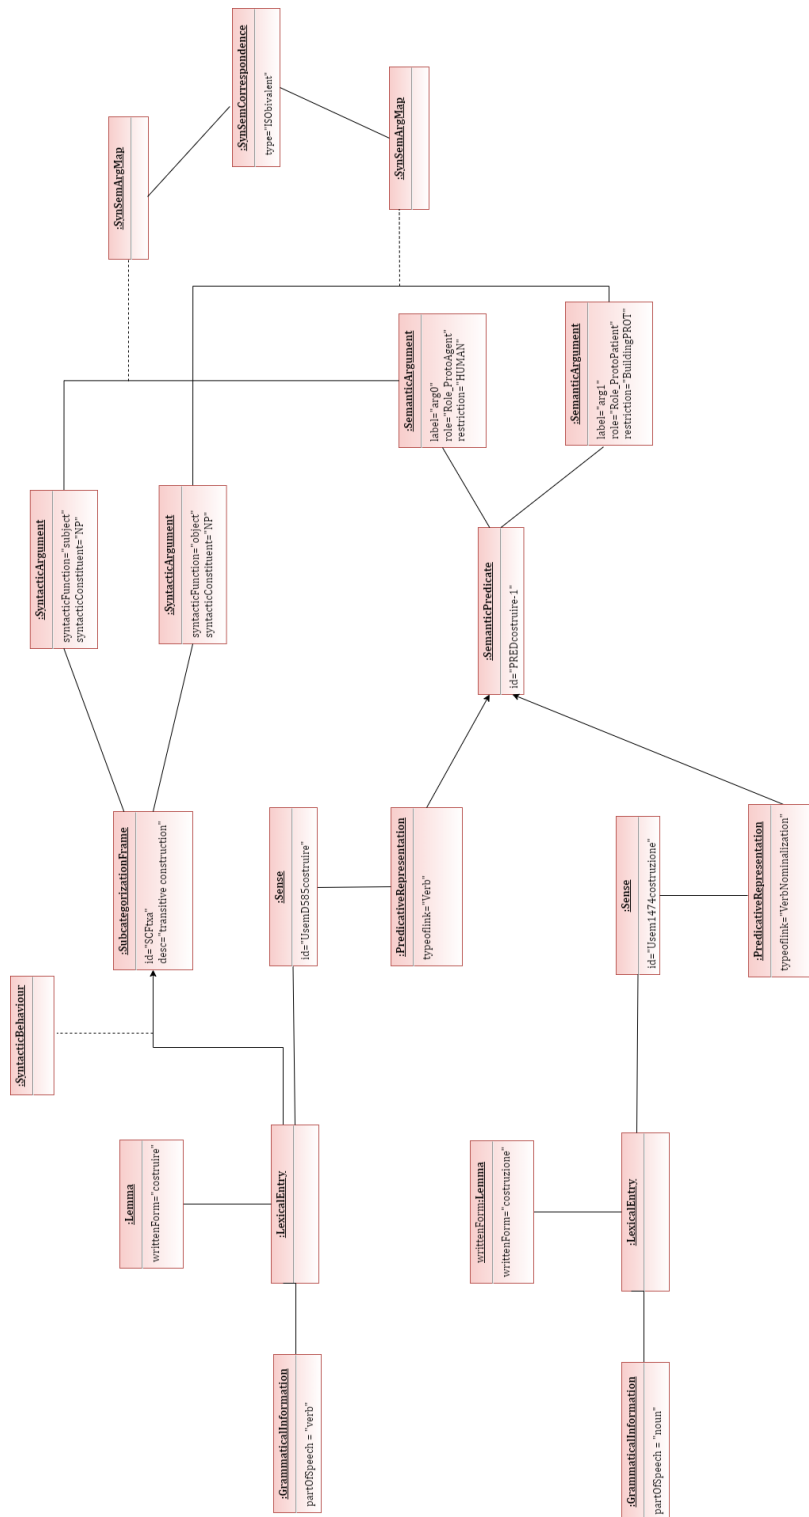 :SynSemCorrespondence
type="ISObivalent"
:SynSemArgMap
:SynSemArgMap
:SemanticArgument
label="arg0"
role="Role_ProtoAgent"
restriction="HUMAN"
:SemanticArgument
label="arg1"
role="Role_ProtoPatient"
restriction="BuildingPROT"
:SyntacticArgument
syntacticFunction="subject"
syntacticConstituent="NP"
:SyntacticArgument
syntacticFunction="object"
syntacticConstituent="NP"
:SemanticPredicate
id="PREDcostruire-1"
:SubcategorizationFrame
id="SCFtxa"
desc="transitive construction"
:Sense
id="UsemD585costruire"
:PredicativeRepresentation
typeoflink="Verb"
:Sense
id="Usem1474costruzione"
:PredicativeRepresentation
typeoflink="VerbNominalization"
:SyntacticBehaviour
:Lemma
writtenForm="costruire"
:LexicalEntry
writtenForm:Lemma
writtenForm="costruzione"
:LexicalEntry
:GrammaticalInformation
partOfSpeech = "verb"
:GrammaticalInformation
partOfSpeech = "noun"